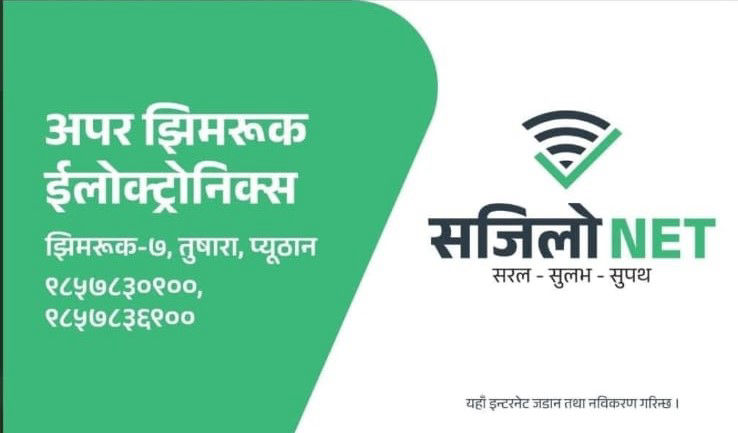 अपर झिमरूक
ईलोक्ट्रोनिक्स
झिमरूक-७, तुषारा, प्यूठान
९८५७८३०९००,
९८५७८३६९००
सजिलो NET
सरल - सुलभ - सुपथ
यहाँ इन्टरनेट जडान तथा नविकरण गरिन्छ ।